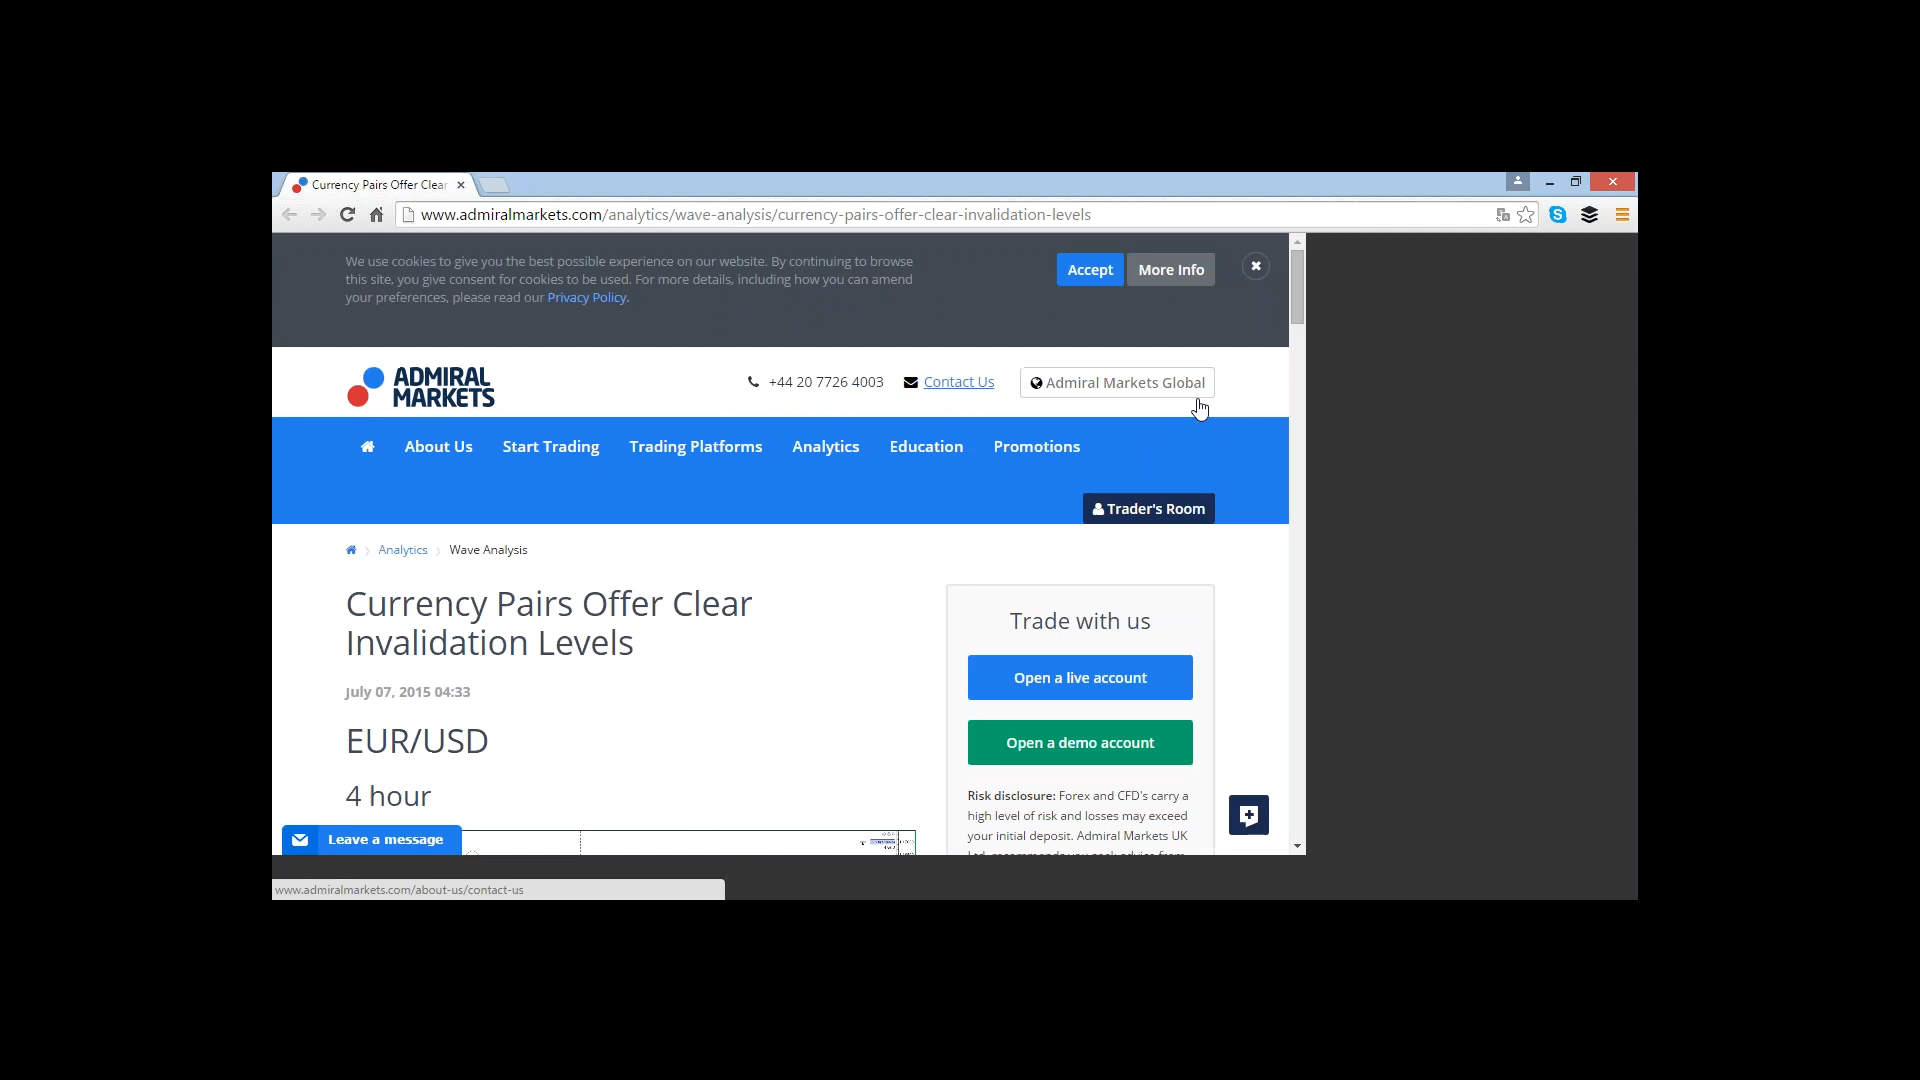 Currency Pairs Offer Clear
www.admiralmarkets.com/analytics/wave-analysis/currency-pairs-offer-clear-invalidation-levels
We use cookies to give you the best possible experience on our website. By continuing to browse
this site, you give consent for cookies to be used. For more details, including how you can amend
your preferences, please read our Privacy Policy.
Accept
More Info
ADMIRAL
MARKETS
+44 20 7726 4003
Contact Us
Admiral Markets Global
About Us
Start Trading
Trading Platforms
Analytics
Education
Promotions
Trader's Room
Analytics
Wave Analysis
Currency Pairs Offer Clear
Invalidation Levels
July 07, 2015 04:33
EUR/USD
4 hour
Trade with us
Open a live account
Open a demo account
Risk disclosure: Forex and CFD's carry a
high level of risk and losses may exceed
your initial deposit. Admiral Markets UK
Leave a message
www.admiralmarkets.com/about-us/contact-us